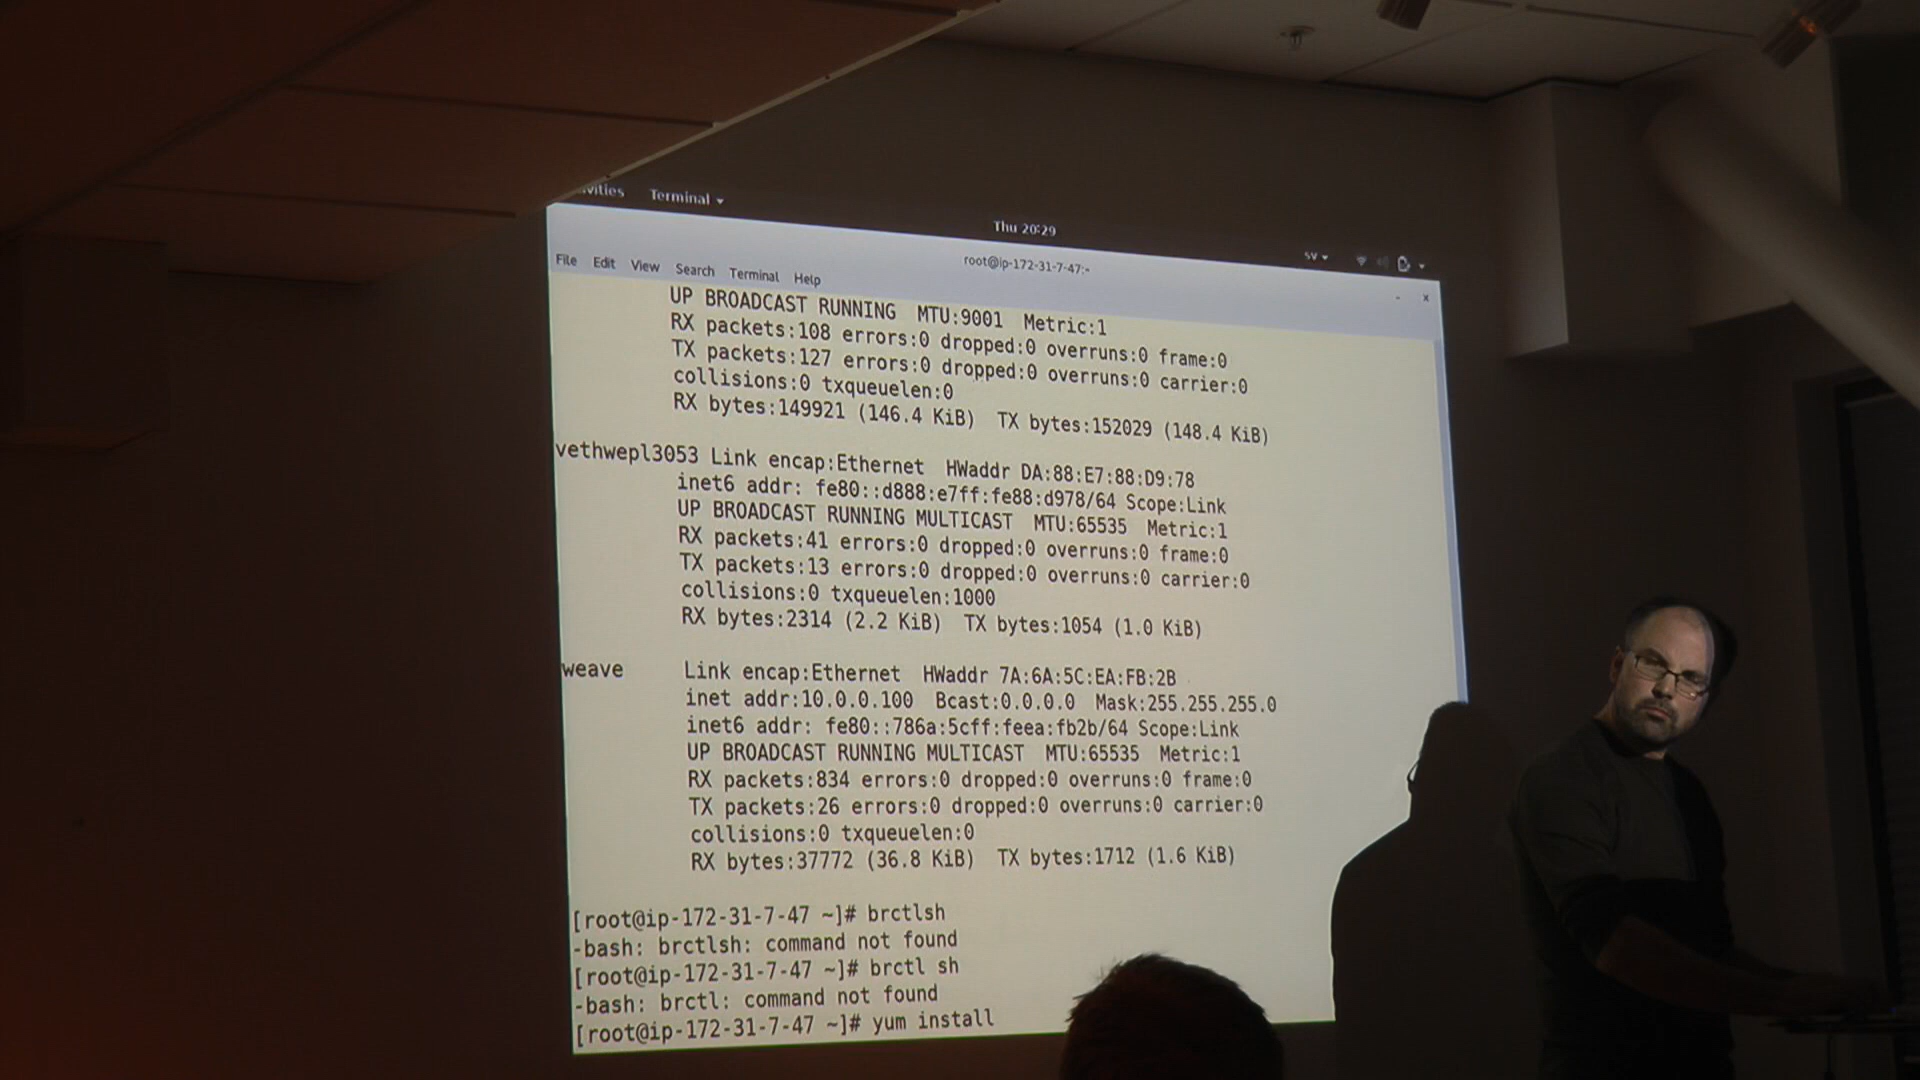 vities Terminal
Thu 20:29
sv
root@ip-172-31-7-47:~
File Edit View Search Terminal Help
UP BROADCAST RUNNING MTU:9001 Metric:1
RX packets:108 errors:0 dropped:0 overruns:0 frame:0
TX packets:127 errors:0 dropped:0 overruns:0 carrier:0
collisions:0 txqueuelen:0
RX bytes:149921 (146.4 KiB) TX bytes:152029 (148.4 KiB)
vethwepl3053 Link encap:Ethernet HWaddr DA:88:E7:88:D9:78
inet6 addr: fe80::d888:e7ff:fe88:d978/64 Scope:Link
UP BROADCAST RUNNING MULTICAST MTU:65535 Metric:1
RX packets:41 errors:0 dropped:0 overruns:0 frame:0
TX packets:13 errors:0 dropped:0 overruns:0 carrier:0
collisions:0 txqueuelen:1000
RX bytes:2314 (2.2 KiB) TX bytes:1054 (1.0 KiB)
weave Link encap:Ethernet HWaddr 7A:6A:5C:EA:FB:2B
inet addr:10.0.0.100 Bcast:0.0.0.0 Mask:255.255.255.0
inet6 addr: fe80::786a:5cff:feea:fb2b/64 Scope:Link
UP BROADCAST RUNNING MULTICAST MTU:65535 Metric:1
RX packets:834 errors:0 dropped:0 overruns:0 frame:0
TX packets:26 errors:0 dropped:0 overruns:0 carrier:0
collisions:0 txqueuelen:0
RX bytes:37772 (36.8 KiB) TX bytes:1712 (1.6 KiB)
[root@ip-172-31-7-47 ~]# brctlsh
-bash: brctlsh: command not found
[root@ip-172-31-7-47 ~]# brctl sh
-bash: brctl: command not found
[root@ip-172-31-7-47 ~]# yum install